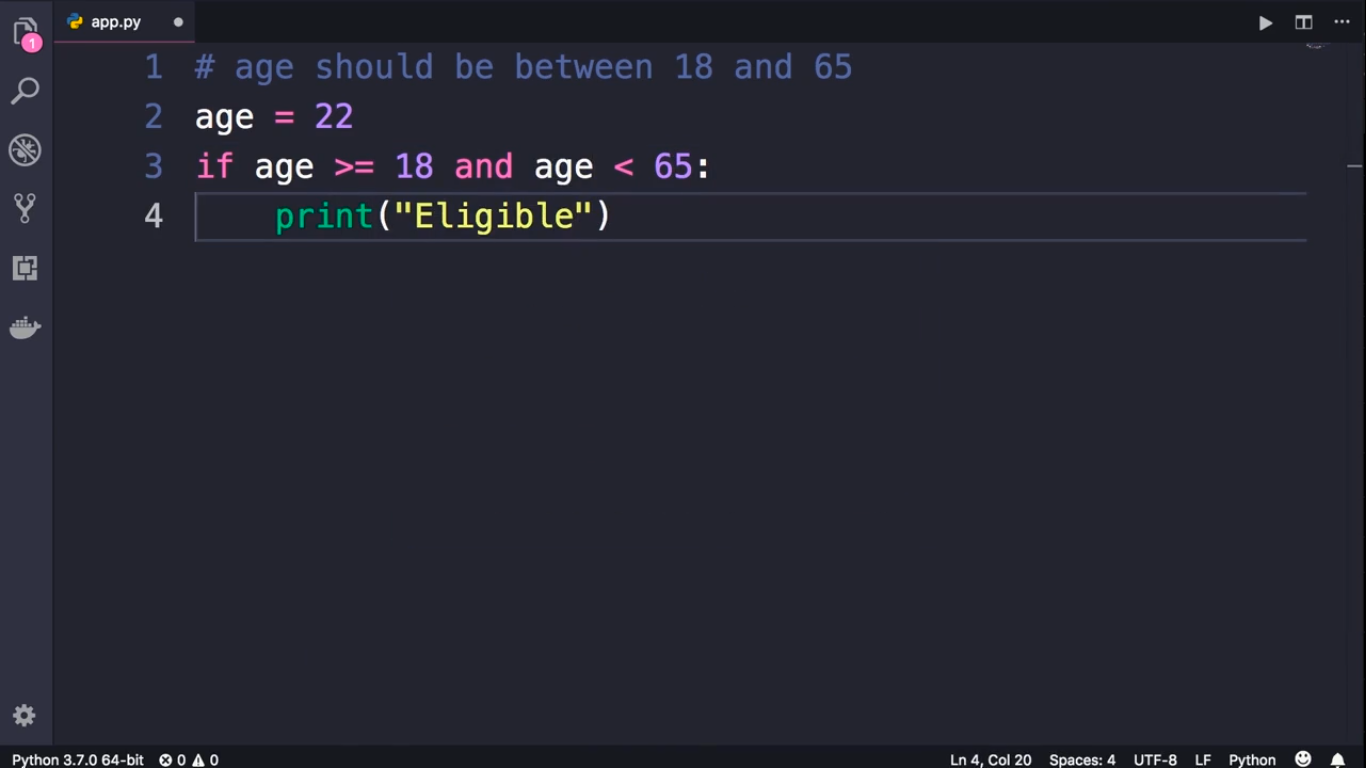 app.py
1
1 # age should be between 18 and 65
2 age = 22
3 if age >= 18 and age < 65:
4     print("Eligible")
Python 3.7.0 64-bit 0 0 Ln 4, Col 20 Spaces: 4 UTF-8 LF Python